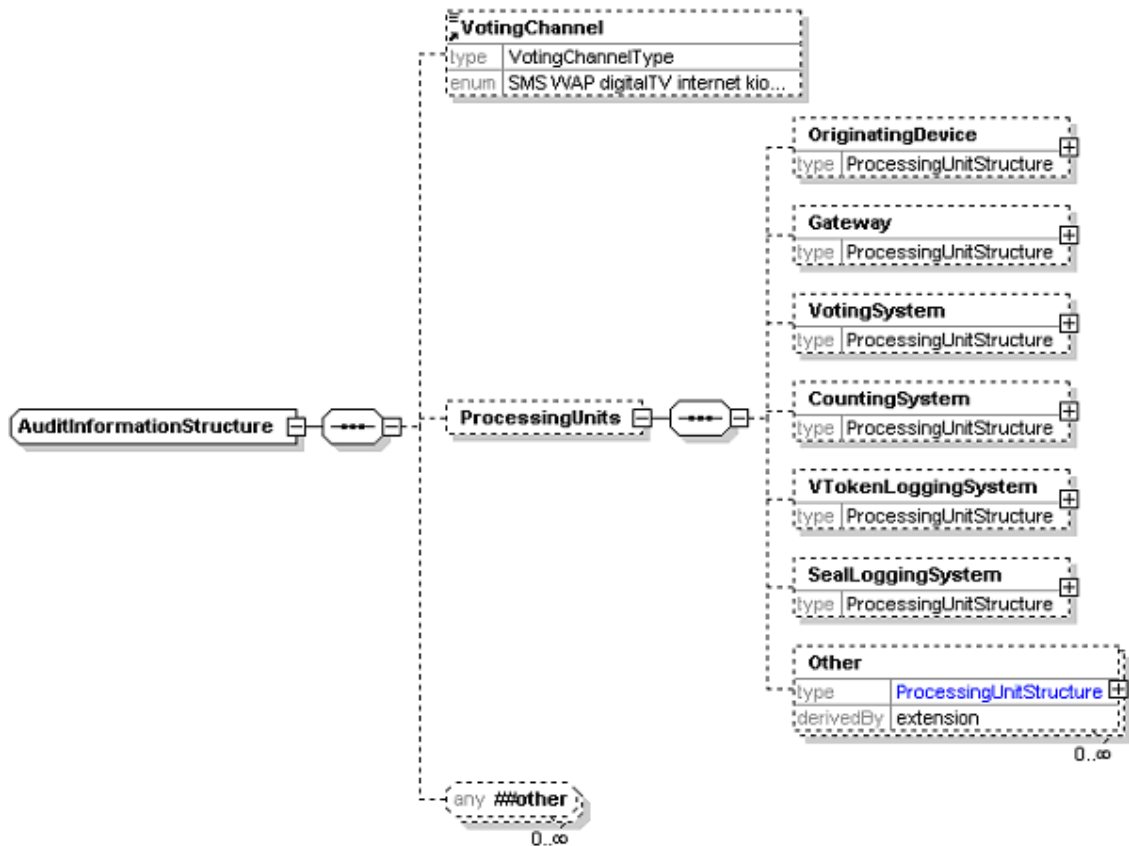 VotingChannel
type VotingChannelType
enum SMS WAP digitalTV internet kio...
OriginatingDevice
type ProcessingUnitStructure
Gateway
type ProcessingUnitStructure
VotingSystem
type ProcessingUnitStructure
AuditInformationStructure
ProcessingUnits
CountingSystem
type ProcessingUnitStructure
VTokenLoggingSystem
type ProcessingUnitStructure
SealLoggingSystem
type ProcessingUnitStructure
Other
type ProcessingUnitStructure
derivedBy extension
0..∞
any ##other
0..∞